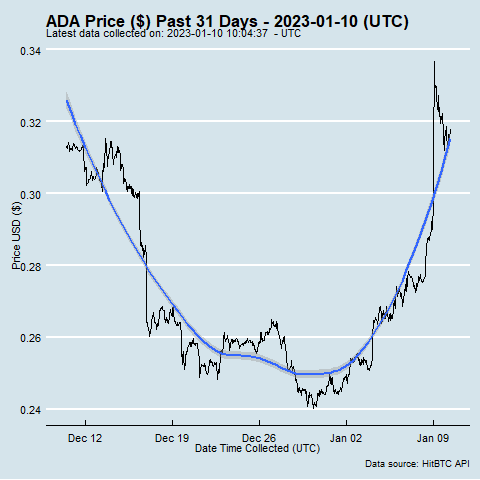 ADA Price ($) Past 31 Days - 2023-01-10 (UTC)
Latest data collected on: 2023-01-10 10:04:37 - UTC
0.34
0.32
0.30
0.28
0.26
0.24
Price USD ($)
Dec 12 Dec 19 Dec 26 Jan 02 Jan 09
Date Time Collected (UTC)
Data source: HitBTC API